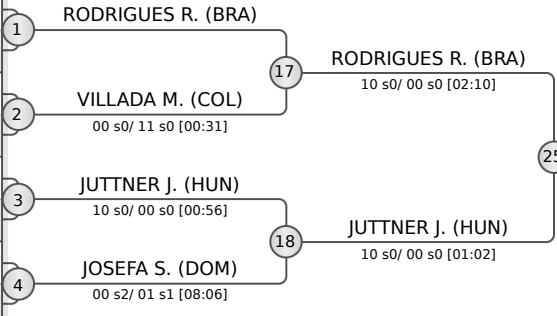 RODRIGUES R. (BRA)
1
RODRIGUES R. (BRA)
17
10 s0/ 00 s0 [02:10]
VILLADA M. (COL)
2
00 s0/ 11 s0 [00:31]
25
JUTTNER J. (HUN)
3
10 s0/ 00 s0 [00:56]
JUTTNER J. (HUN)
18
10 s0/ 00 s0 [01:02]
JOSEFA S. (DOM)
4
00 s2/ 01 s1 [08:06]